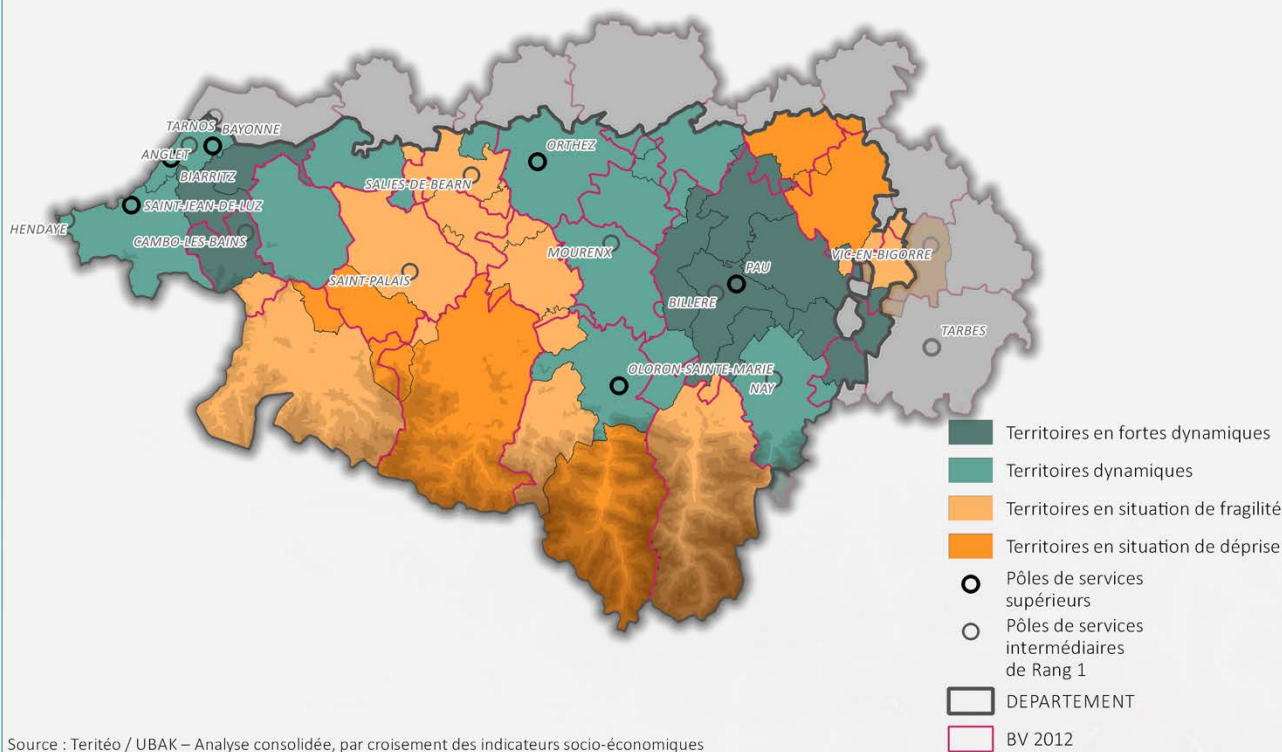 TARNOS
BAYONNE
ANGLET
BIARRITZ
ORTHEZ
SALIES-DE-BEARN
SAINT-JEAN-DE-LUZ
HENDAYE
CAMBO-LES-BAINS
MOURENX
VIC-EN-BIGORRE
SAINT-PALAIS
PAU
BILLERE
TARBES
OLORON-SAINTE-MARIE
NAY
Territoires en fortes dynamiques
Territoires dynamiques
Territoires en situation de fragilité
Territoires en situation de déprise
Pôles de services
supérieurs
Pôles de services
intermédiaires
de Rang 1
DEPARTEMENT
BV 2012
Source : Teritéo / UBAK – Analyse consolidée, par croisement des indicateurs socio-économiques